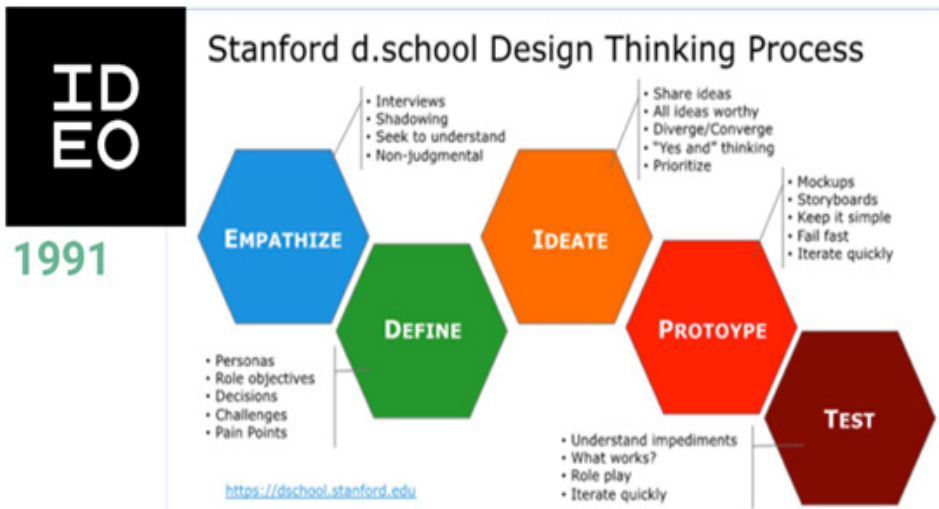 ID
EO
1991
Stanford d.school Design Thinking Process
• Interviews
• Shadowing
• Seek to understand
• Non-judgmental
EMPATHIZE
• Personas
• Role objectives
• Decisions
• Challenges
• Pain Points
DEFINE
• Share ideas
• All ideas worthy
• Diverge/Converge
• "Yes and" thinking
• Prioritize
IDEATE
• Mockups
• Storyboards
• Keep it simple
• Fail fast
• Iterate quickly
PROTOYPE
• Understand impediments
• What works?
• Role play
• Iterate quickly
TEST
https://dschool.stanford.edu